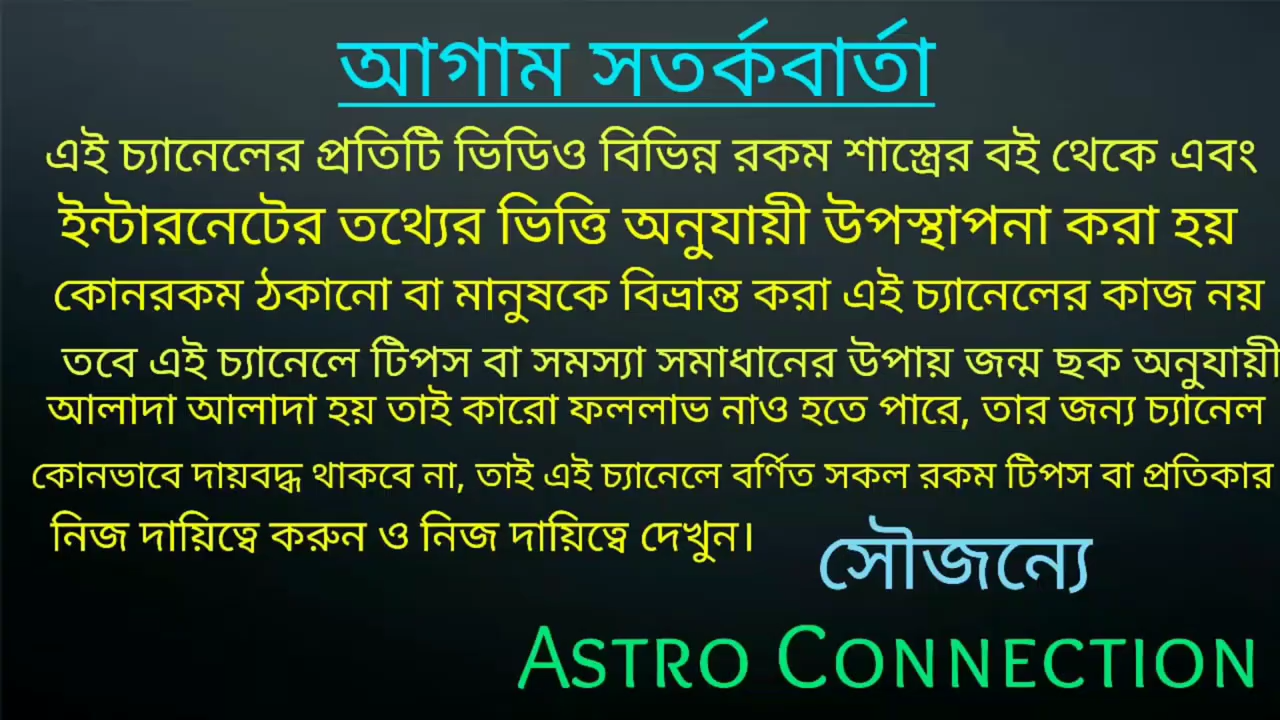 আগাম সতর্কবার্তা
এই চ্যানেলের প্রতিটি ভিডিও বিভিন্ন রকম শাস্ত্রের বই থেকে এবং
ইন্টারনেটের তথ্যের ভিত্তি অনুযায়ী উপস্থাপনা করা হয়
কোনরকম ঠকানো বা মানুষকে বিভ্রান্ত করা এই চ্যানেলের কাজ নয়
তবে এই চ্যানেলে টিপস বা সমস্যা সমাধানের উপায় জন্ম ছক অনুযায়ী
আলাদা আলাদা হয় তাই কারো ফললাভ নাও হতে পারে, তার জন্য চ্যানেল
কোনভাবে দায়বদ্ধ থাকবে না, তাই এই চ্যানেলে বর্ণিত সকল রকম টিপস বা প্রতিকার
নিজ দায়িত্বে করুন ও নিজ দায়িত্বে দেখুন।
সৌজন্যে
ASTRO CONNECTION